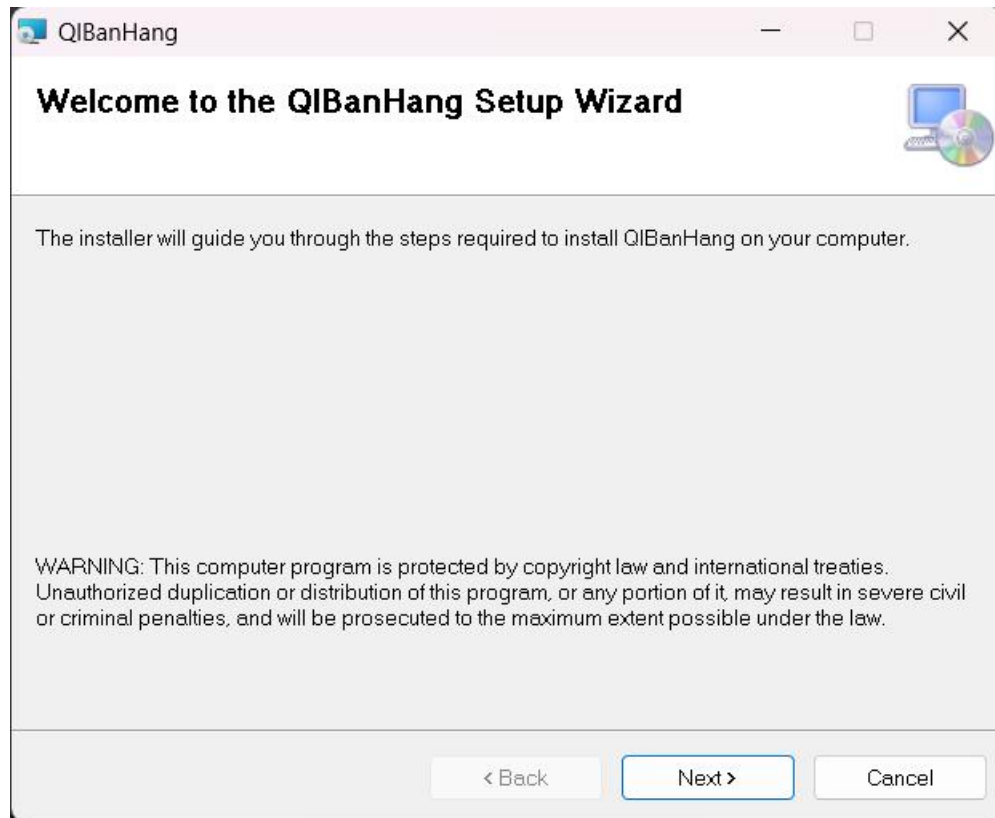 QlBanHang
Welcome to the QlBanHang Setup Wizard
The installer will guide you through the steps required to install QlBanHang on your computer.
WARNING: This computer program is protected by copyright law and international treaties.
Unauthorized duplication or distribution of this program, or any portion of it, may result in severe civil
or criminal penalties, and will be prosecuted to the maximum extent possible under the law.
< Back
Next >
Cancel